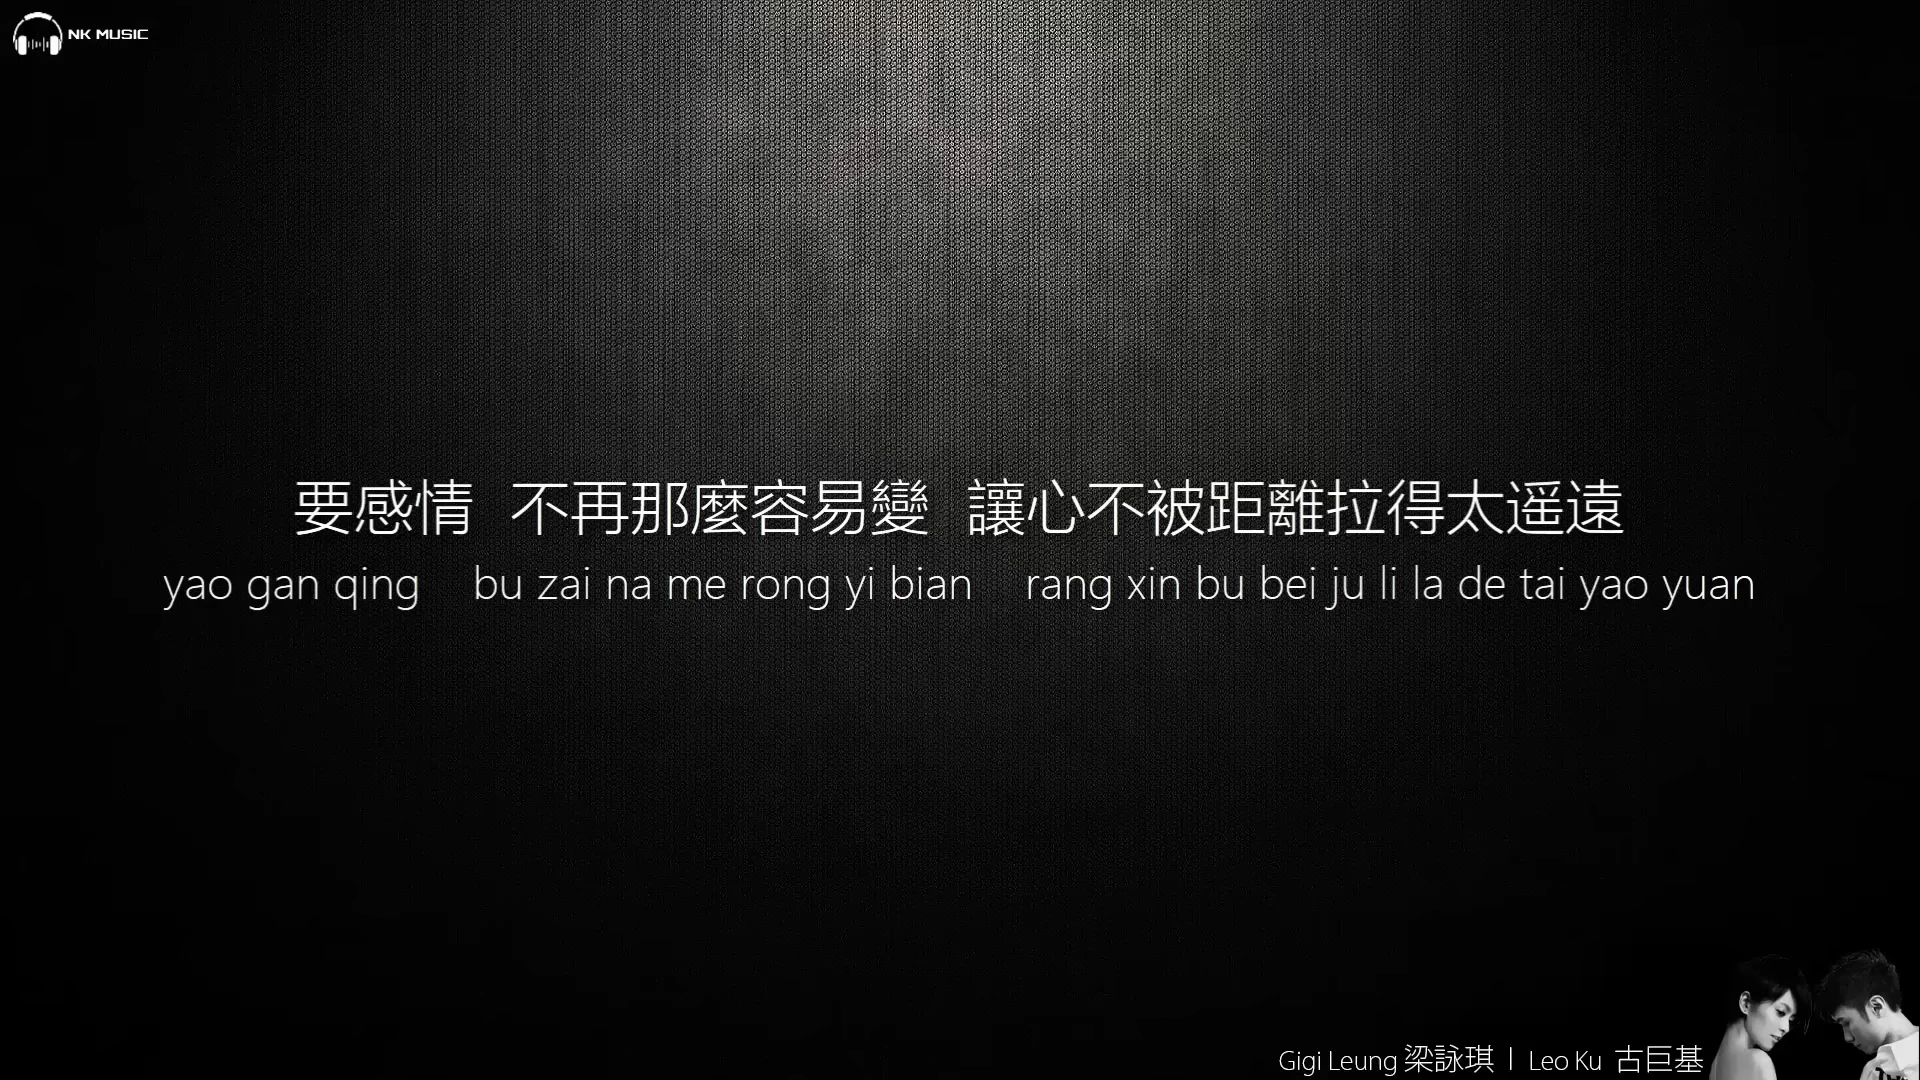 NK MUSIC
要感情 不再那麼容易變 讓心不被距離拉得太遥遠
yao gan qing bu zai na me rong yi bian rang xin bu bei ju li la de tai yao yuan
Gigi Leung 梁詠琪 | Leo Ku 古巨基